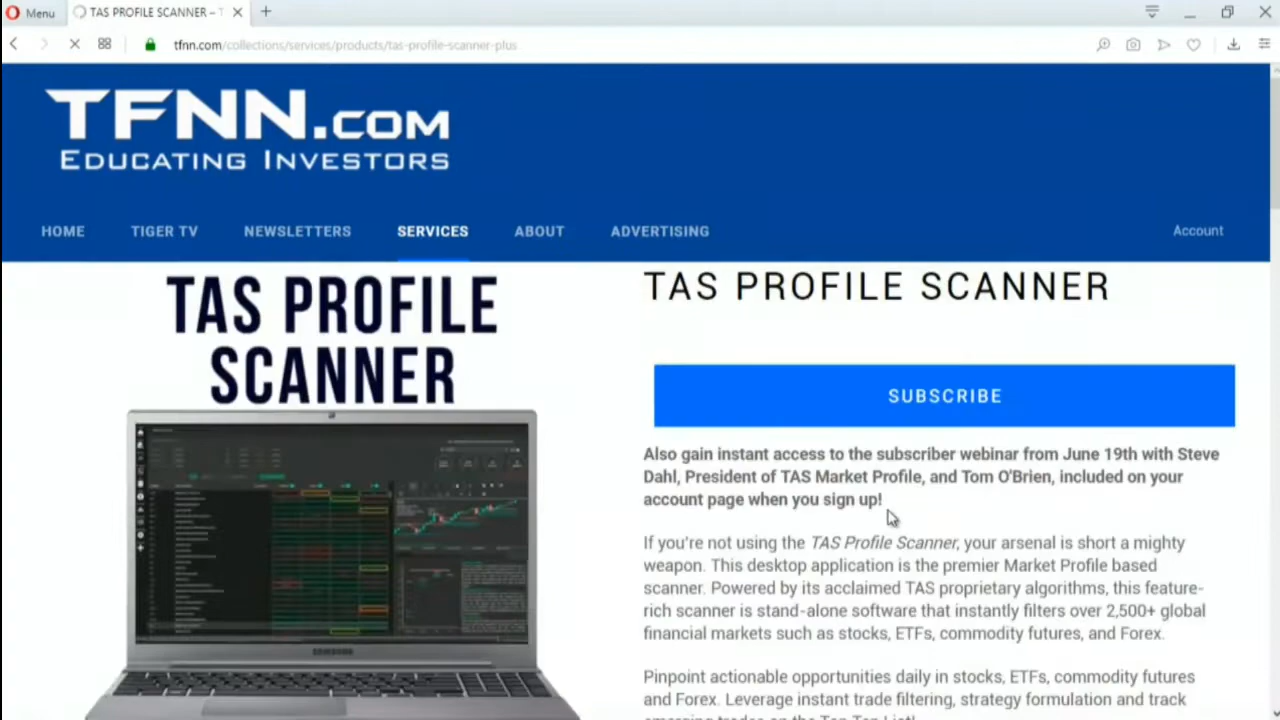 Menu
TAS PROFILE SCANNER – T
tfnn.com/collections/services/products/tas-profile-scanner-plus
TFNN.COM
EDUCATING INVESTORS
HOME
TIGER TV
NEWSLETTERS
SERVICES
ABOUT
ADVERTISING
Account
TAS PROFILE
SCANNER
SAMSUNG
TAS PROFILE SCANNER
SUBSCRIBE
Also gain instant access to the subscriber webinar from June 19th with Steve
Dahl, President of TAS Market Profile, and Tom O'Brien, included on your
account page when you sign up!
If you're not using the TAS Profile Scanner, your arsenal is short a mighty
weapon. This desktop application is the premier Market Profile based
scanner. Powered by its acclaimed TAS proprietary algorithms, this feature-
rich scanner is stand-alone software that instantly filters over 2,500+ global
financial markets such as stocks, ETFs, commodity futures, and Forex.
Pinpoint actionable opportunities daily in stocks, ETFs, commodity futures
and Forex. Leverage instant trade filtering, strategy formulation and track
emerging trades on the Top Ten List!